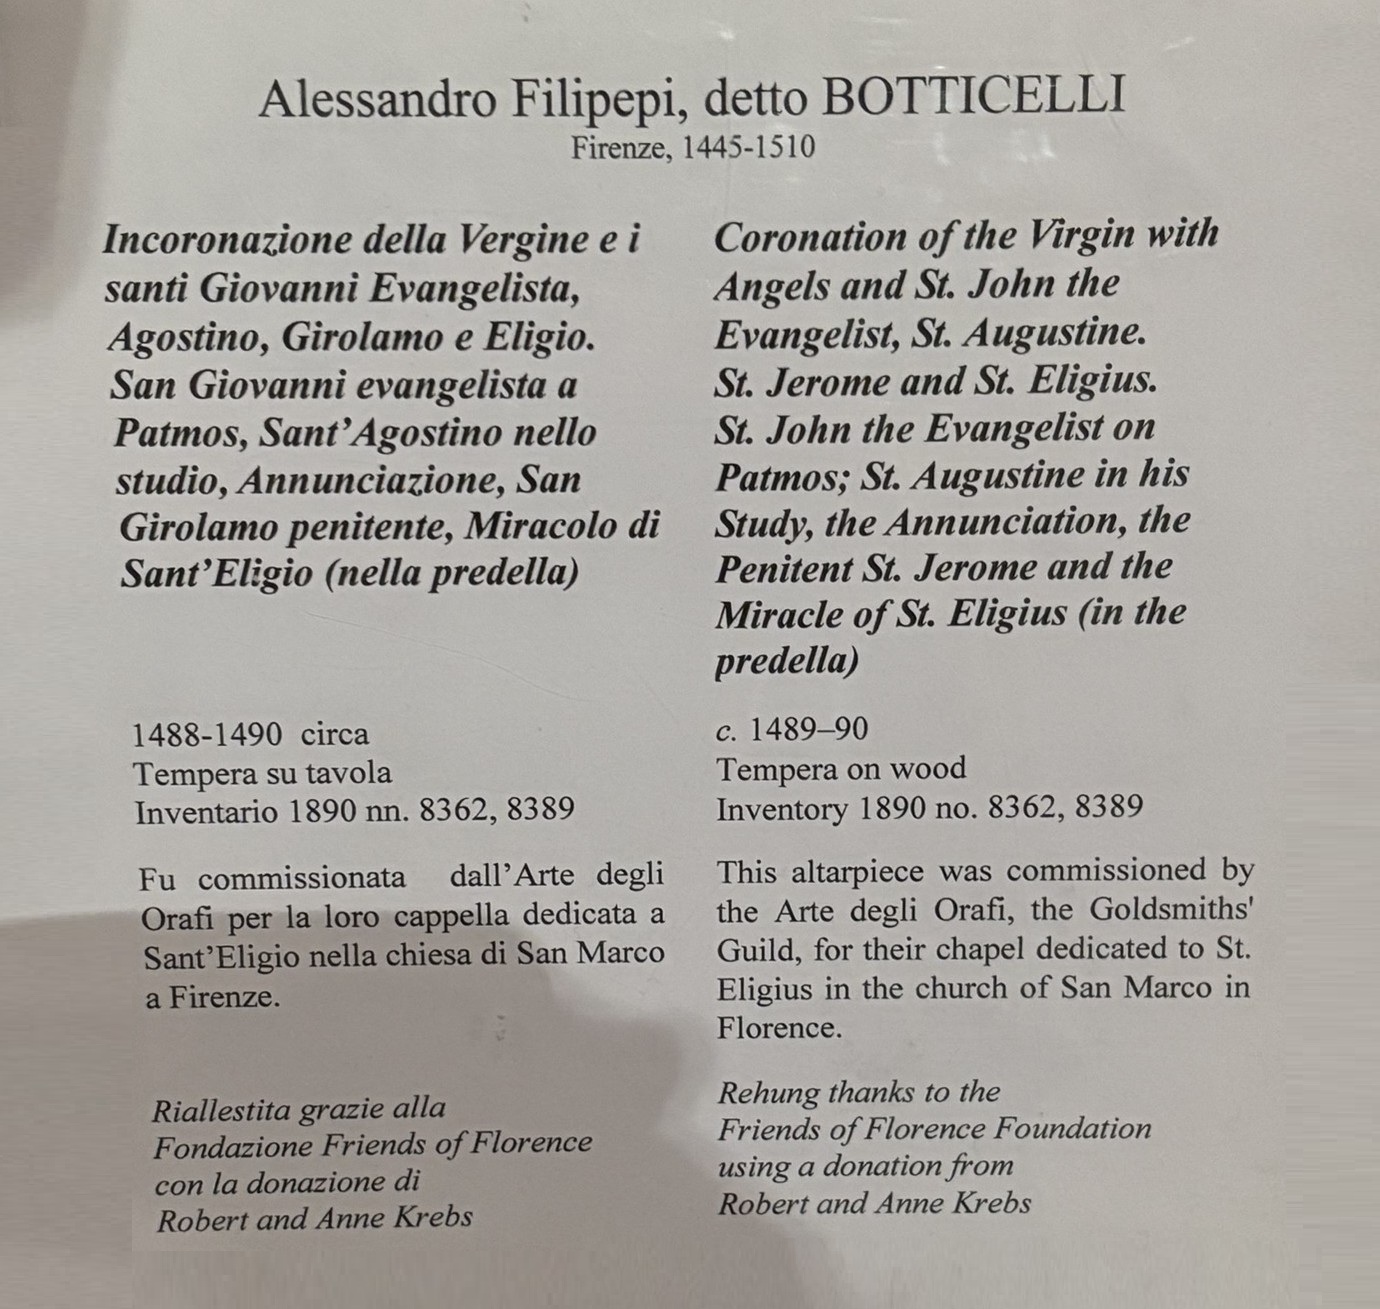 Alessandro Filipepi, detto BOTTICELLI
Firenze, 1445-1510
Incoronazione della Vergine e i
santi Giovanni Evangelista,
Agostino, Girolamo e Eligio.
San Giovanni evangelista a
Patmos, Sant’Agostino nello
studio, Annunciazione, San
Girolamo penitente, Miracolo di
Sant’Eligio (nella predella)
1488-1490 circa
Tempera su tavola
Inventario 1890 nn. 8362, 8389
Fu commissionata dall’Arte degli
Orafi per la loro cappella dedicata a
Sant’Eligio nella chiesa di San Marco
a Firenze.
Riallestita grazie alla
Fondazione Friends of Florence
con la donazione di
Robert and Anne Krebs
Coronation of the Virgin with
Angels and St. John the
Evangelist, St. Augustine.
St. Jerome and St. Eligius.
St. John the Evangelist on
Patmos; St. Augustine in his
Study, the Annunciation, the
Penitent St. Jerome and the
Miracle of St. Eligius (in the
predella)
c. 1489–90
Tempera on wood
Inventory 1890 no. 8362, 8389
This altarpiece was commissioned by
the Arte degli Orafi, the Goldsmiths'
Guild, for their chapel dedicated to St.
Eligius in the church of San Marco in
Florence.
Rehung thanks to the
Friends of Florence Foundation
using a donation from
Robert and Anne Krebs